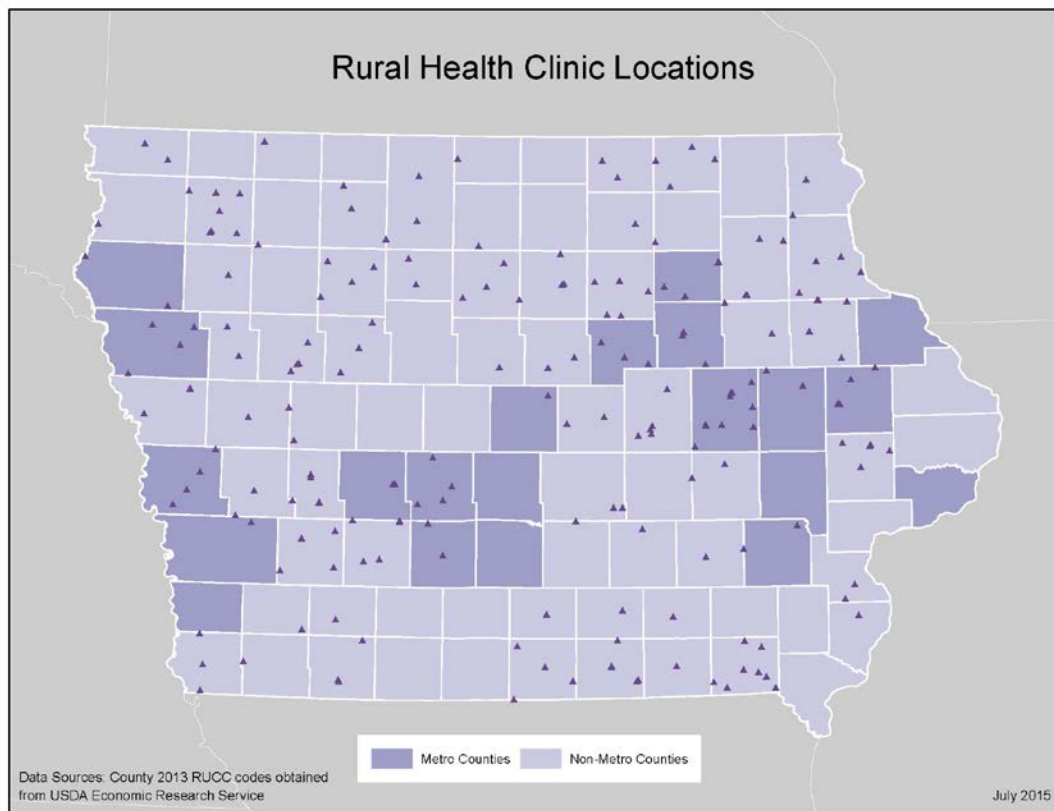 Rural Health Clinic Locations
Metro Counties
Non-Metro Counties
Data Sources: County 2013 RUCC codes obtained
from USDA Economic Research Service
July 2015